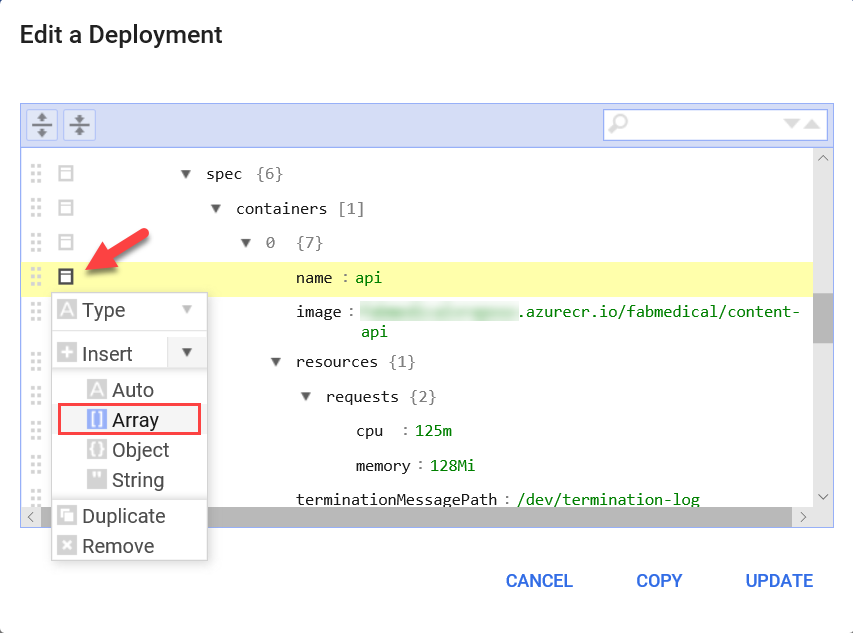 Edit a Deployment
spec {6}
containers [1]
0 {7}
name : api
image : .azurecr.io/fabmedical/content-
api
resources {1}
requests {2}
cpu : 125m
memory : 128Mi
terminationMessagePath : /dev/termination-log
A Type
Insert
A Auto
[] Array
{} Object
" String
Duplicate
Remove
CANCEL
COPY
UPDATE